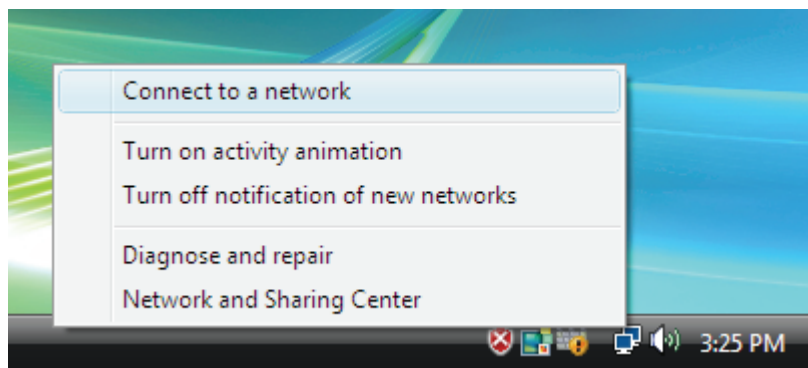 Connect to a network
Turn on activity animation
Turn off notification of new networks
Diagnose and repair
Network and Sharing Center
3:25 PM